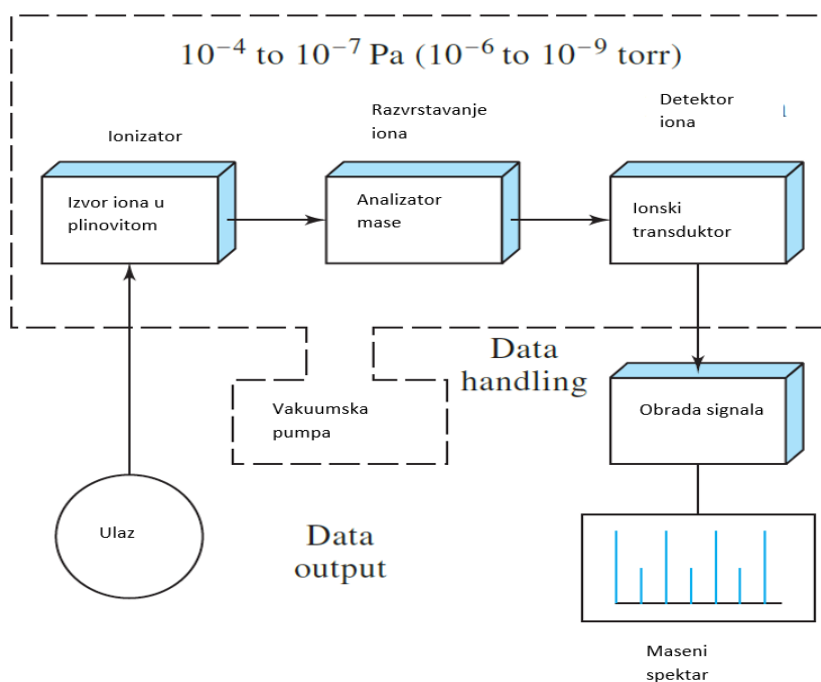 10⁻⁴ to 10⁻⁷ Pa (10⁻⁶ to 10⁻⁹ torr)
Ionizator
Razvrstavanje
iona
Detektor
iona
Izvor iona u
plinovitom
Analizator
mase
Ionski
transduktor
Data
handling
Vakuumska
pumpa
Obrada signala
Ulaz
Data
output
Maseni
spektar